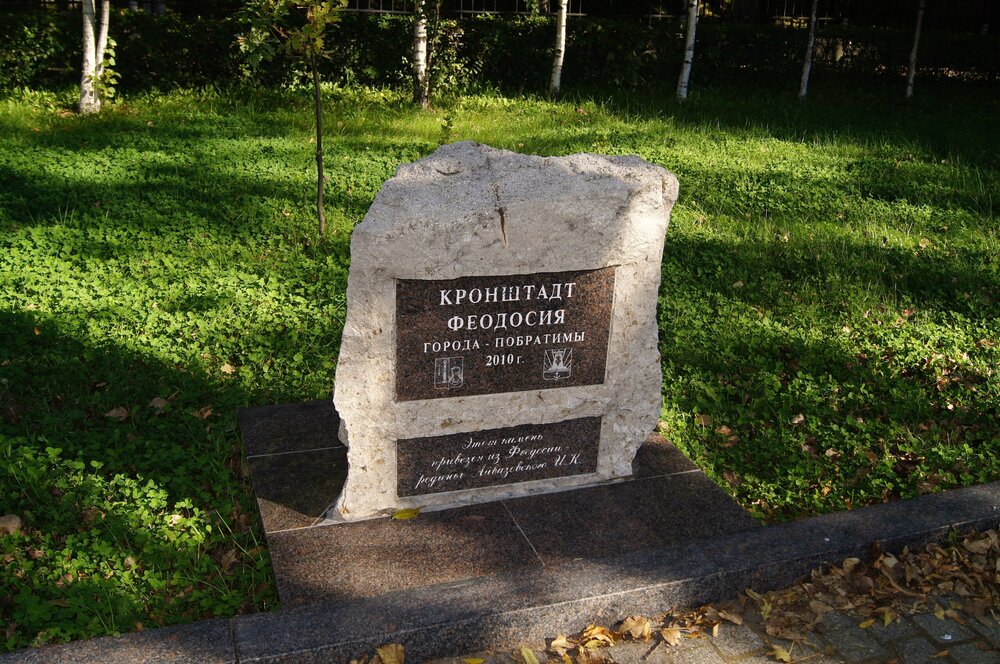 КРОНШТАДТ
ФЕОДОСИЯ
ГОРОДА - ПОБРАТИМЫ
2010 г.
Этот камень
привезен из Феодосии
родины Айвазовского И.К.